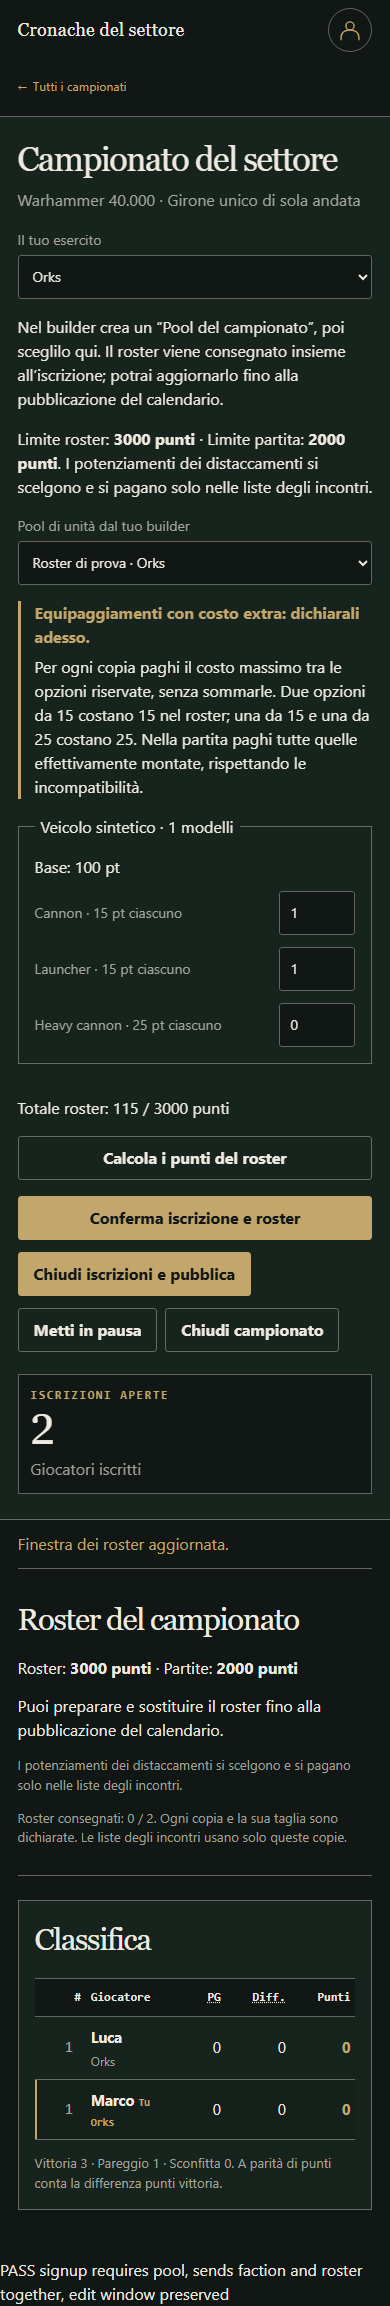 Cronache del settore
← Tutti i campionati
Campionato del settore
Warhammer 40.000 · Girone unico di sola andata
Il tuo esercito
Orks
Nel builder crea un “Pool del campionato”, poi
sceglilo qui. Il roster viene consegnato insieme
all’iscrizione; potrai aggiornarlo fino alla
pubblicazione del calendario.
Limite roster: 3000 punti · Limite partita: 2000
punti. I potenziamenti dei distaccamenti si
scelgono e si pagano solo nelle liste degli incontri.
Pool di unità dal tuo builder
Roster di prova · Orks
Equipaggiamenti con costo extra: dichiarali
adesso.
Per ogni copia paghi il costo massimo tra le
opzioni riservate, senza sommarle. Due opzioni
da 15 costano 15 nel roster; una da 15 e una da
25 costano 25. Nella partita paghi tutte quelle
effettivamente montate, rispettando le
incompatibilità.
Veicolo sintetico · 1 modelli
Base: 100 pt
Cannon · 15 pt ciascuno 1
Launcher · 15 pt ciascuno 1
Heavy cannon · 25 pt ciascuno 0
Totale roster: 115 / 3000 punti
Calcola i punti del roster
Conferma iscrizione e roster
Chiudi iscrizioni e pubblica
Metti in pausa Chiudi campionato
ISCRIZIONI APERTE
2
Giocatori iscritti
Finestra dei roster aggiornata.
Roster del campionato
Roster: 3000 punti · Partite: 2000 punti
Puoi preparare e sostituire il roster fino alla
pubblicazione del calendario.
I potenziamenti dei distaccamenti si scelgono e si pagano
solo nelle liste degli incontri.
Roster consegnati: 0 / 2. Ogni copia e la sua taglia sono
dichiarate. Le liste degli incontri usano solo queste copie.
Classifica
# Giocatore PG Diff. Punti
1 Luca 0 0 0
Orks
1 Marco Tu 0 0 0
Orks
Vittoria 3 · Pareggio 1 · Sconfitta 0. A parità di punti
conta la differenza punti vittoria.
PASS signup requires pool, sends faction and roster
together, edit window preserved